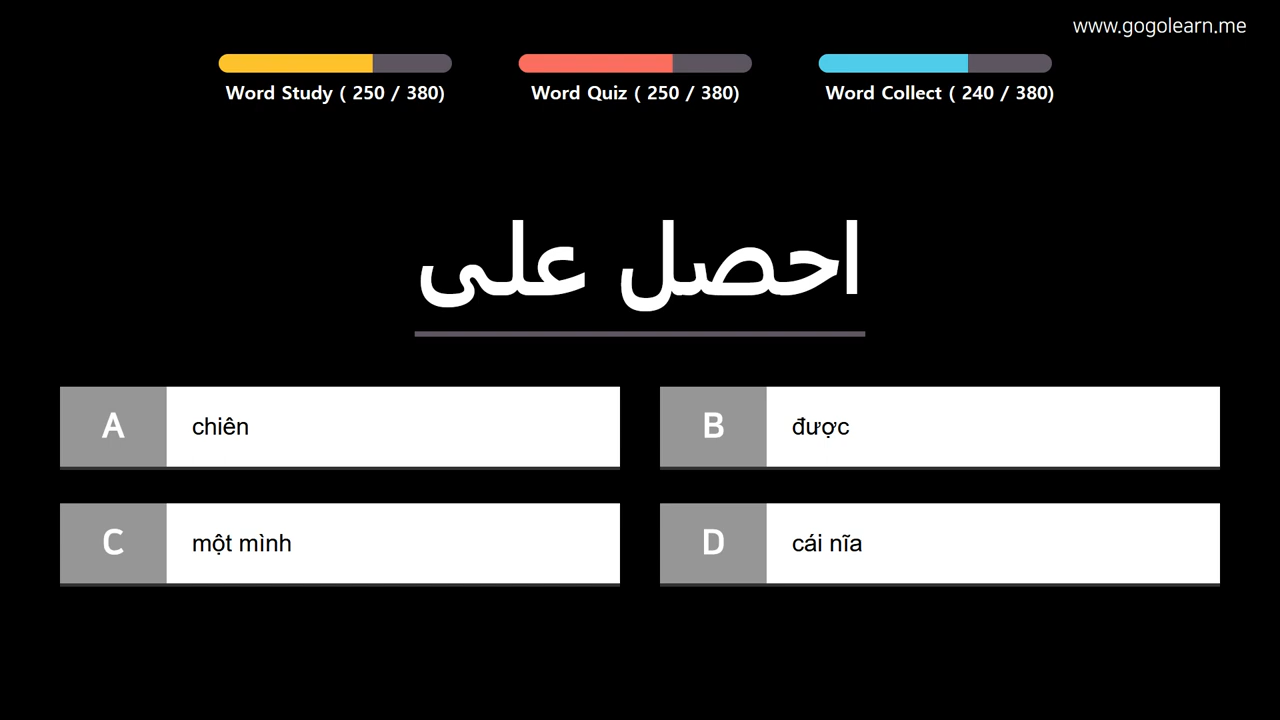 www.gogolearn.me
Word Study ( 250 / 380)
Word Quiz ( 250 / 380)
Word Collect ( 240 / 380)
احصل على
A
chiên
B
được
C
một mình
D
cái nĩa